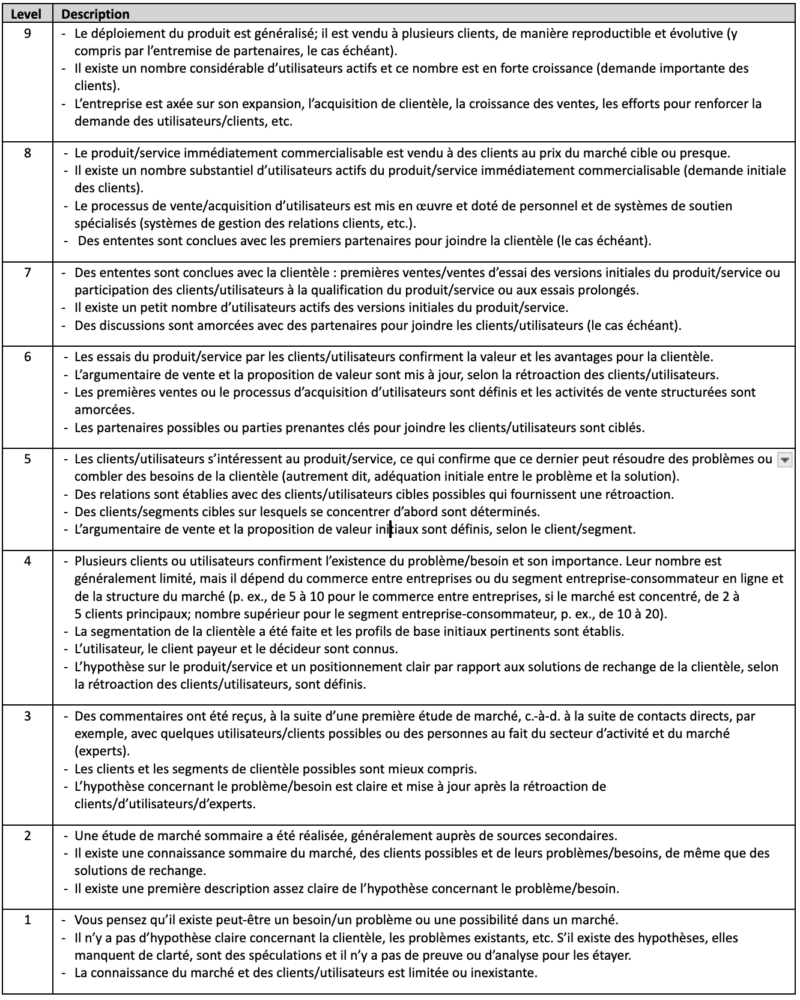 Level Description
9 - Le déploiement du produit est généralisé; il est vendu à plusieurs clients, de manière reproductible et évolutive (y
compris par l’entremise de partenaires, le cas échéant).
- Il existe un nombre considérable d’utilisateurs actifs et ce nombre est en forte croissance (demande importante des
clients).
- L’entreprise est axée sur son expansion, l’acquisition de clientèle, la croissance des ventes, les efforts pour renforcer la
demande des utilisateurs/clients, etc.
8 - Le produit/service immédiatement commercialisable est vendu à des clients au prix du marché cible ou presque.
- Il existe un nombre substantiel d’utilisateurs actifs du produit/service immédiatement commercialisable (demande initiale
des clients).
- Le processus de vente/acquisition d’utilisateurs est mis en œuvre et doté de personnel et de systèmes de soutien
spécialisés (systèmes de gestion des relations clients, etc.).
- Des ententes sont conclues avec les premiers partenaires pour joindre la clientèle (le cas échéant).
7 - Des ententes sont conclues avec la clientèle : premières ventes/ventes d’essai des versions initiales du produit/service ou
participation des clients/utilisateurs à la qualification du produit/service ou aux essais prolongés.
- Il existe un petit nombre d’utilisateurs actifs des versions initiales du produit/service.
- Des discussions sont amorcées avec des partenaires pour joindre les clients/utilisateurs (le cas échéant).
6 - Les essais du produit/service par les clients/utilisateurs confirment la valeur et les avantages pour la clientèle.
- L’argumentaire de vente et la proposition de valeur sont mis à jour, selon la rétroaction des clients/utilisateurs.
- Les premières ventes ou le processus d’acquisition d’utilisateurs sont définis et les activités de vente structurées sont
amorcées.
- Les partenaires possibles ou parties prenantes clés pour joindre les clients/utilisateurs sont ciblés.
5 - Les clients/utilisateurs s’intéressent au produit/service, ce qui confirme que ce dernier peut résoudre des problèmes ou
combler des besoins de la clientèle (autrement dit, adéquation initiale entre le problème et la solution).
- Des relations sont établies avec des clients/utilisateurs cibles possibles qui fournissent une rétroaction.
- Des clients/segments cibles sur lesquels se concentrer d’abord sont déterminés.
- L’argumentaire de vente et la proposition de valeur initiaux sont définis, selon le client/segment.
4 - Plusieurs clients ou utilisateurs confirment l’existence du problème/besoin et son importance. Leur nombre est
généralement limité, mais il dépend du commerce entre entreprises ou du segment entreprise-consommateur en ligne et
de la structure du marché (p. ex., de 5 à 10 pour le commerce entre entreprises, si le marché est concentré, de 2 à
5 clients principaux; nombre supérieur pour le segment entreprise-consommateur, p. ex., de 10 à 20).
- La segmentation de la clientèle a été faite et les profils de base initiaux pertinents sont établis.
- L’utilisateur, le client payeur et le décideur sont connus.
- L’hypothèse sur le produit/service et un positionnement clair par rapport aux solutions de rechange de la clientèle, selon
la rétroaction des clients/utilisateurs, sont définis.
3 - Des commentaires ont été reçus, à la suite d’une première étude de marché, c.-à-d. à la suite de contacts directs, par
exemple, avec quelques utilisateurs/clients possibles ou des personnes au fait du secteur d’activité et du marché
(experts).
- Les clients et les segments de clientèle possibles sont mieux compris.
- L’hypothèse concernant le problème/besoin est claire et mise à jour après la rétroaction de
clients/d’utilisateurs/d’experts.
2 - Une étude de marché sommaire a été réalisée, généralement auprès de sources secondaires.
- Il existe une connaissance sommaire du marché, des clients possibles et de leurs problèmes/besoins, de même que des
solutions de rechange.
- Il existe une première description assez claire de l’hypothèse concernant le problème/besoin.
1 - Vous pensez qu’il existe peut-être un besoin/un problème ou une possibilité dans un marché.
- Il n’y a pas d’hypothèse claire concernant la clientèle, les problèmes existants, etc. S’il existe des hypothèses, elles
manquent de clarté, sont des spéculations et il n’y a pas de preuve ou d’analyse pour les étayer.
- La connaissance du marché et des clients/utilisateurs est limitée ou inexistante.